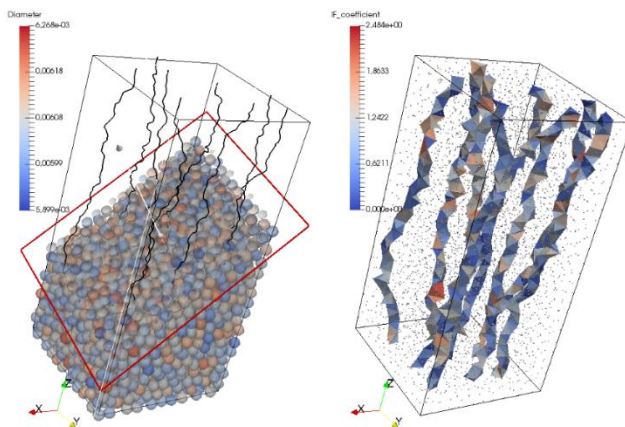 Diameter
6.268e-03
0.00618
0.00608
0.00599
5.899e-03
X
Z
Y
IF_coefficient
2.484e+00
1.8633
1.2422
0.6211
0.000e+00
X
Z
Y